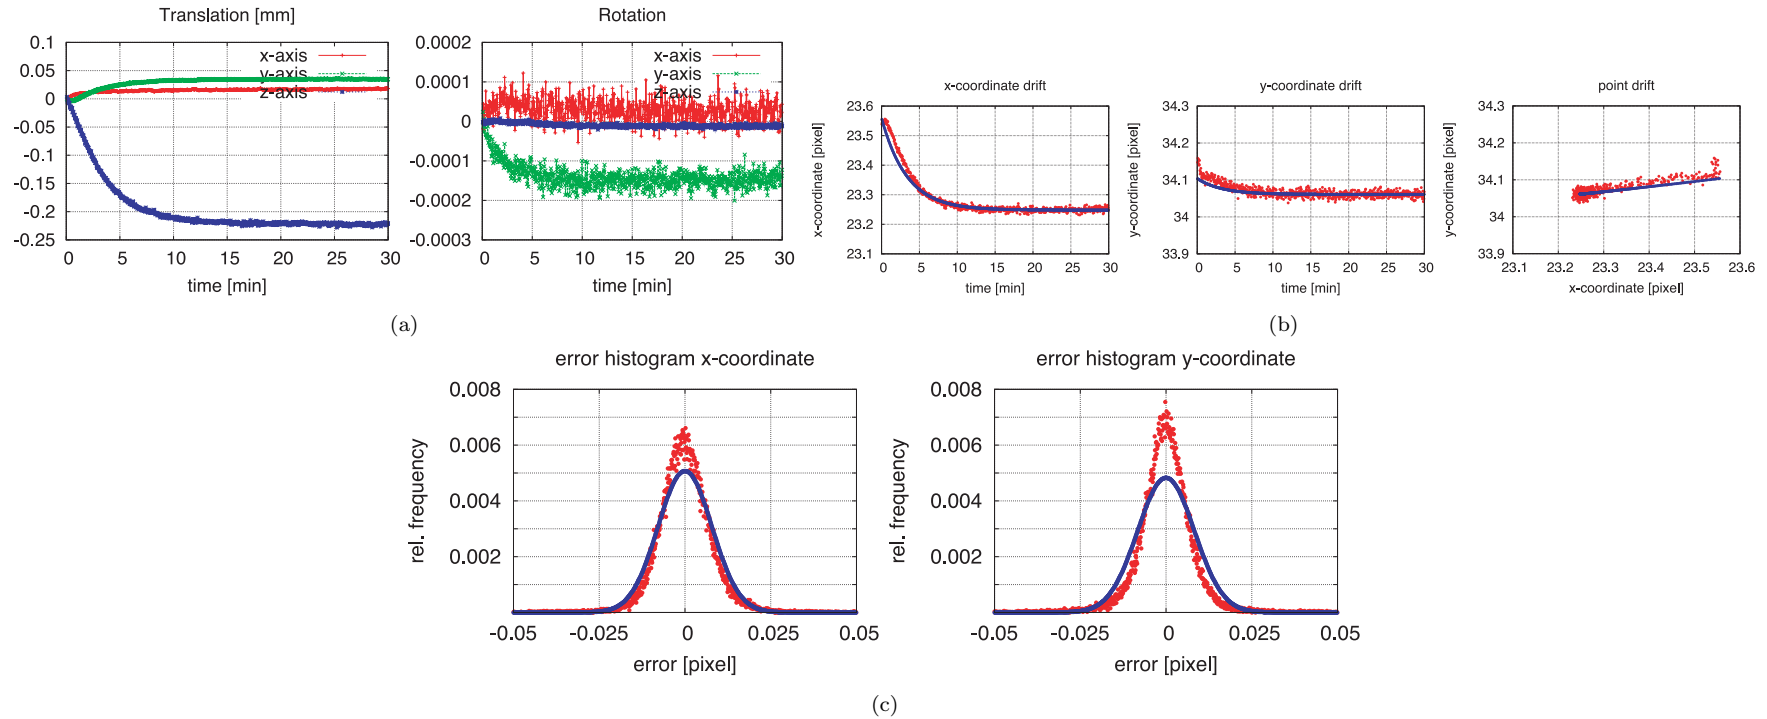 Translation [mm]
0.1
0.05
0
-0.05
-0.1
-0.15
-0.2
-0.25
x-axis
y-axis
z-axis
0 5 10 15 20 25 30
time [min]
Rotation
0.0002
0.0001
0
-0.0001
-0.0002
-0.0003
x-axis
y-axis
z-axis
0 5 10 15 20 25 30
time [min]
(a)
x-coordinate drift
x-coordinate [pixel]
23.6
23.5
23.4
23.3
23.2
23.1
0 5 10 15 20 25 30
time [min]
y-coordinate drift
y-coordinate [pixel]
34.3
34.2
34.1
34
33.9
0 5 10 15 20 25 30
time [min]
point drift
y-coordinate [pixel]
34.3
34.2
34.1
34
33.9
23.1 23.2 23.3 23.4 23.5 23.6
x-coordinate [pixel]
(b)
error histogram x-coordinate
rel. frequency
0.008
0.006
0.004
0.002
-0.05 -0.025 0 0.025 0.05
error [pixel]
error histogram y-coordinate
rel. frequency
0.008
0.006
0.004
0.002
-0.05 -0.025 0 0.025 0.05
error [pixel]
(c)